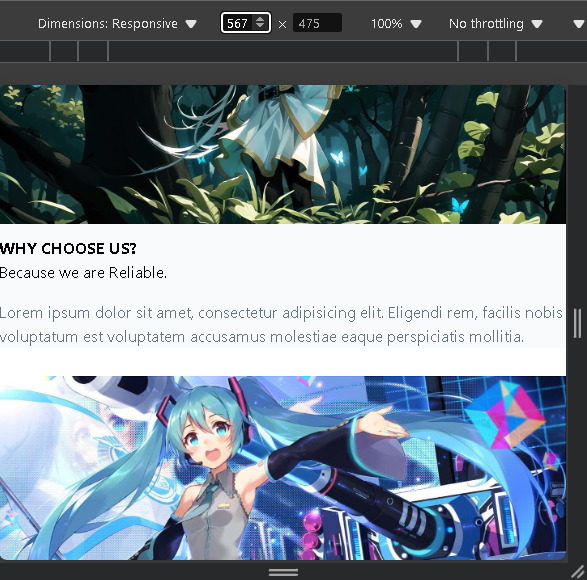 Dimensions: Responsive 567 × 475 100% No throttling
WHY CHOOSE US?
Because we are Reliable.
Lorem ipsum dolor sit amet, consectetur adipisicing elit. Eligendi rem, facilis nobis
voluptatum est voluptatem accusamus molestiae eaque perspiciatis mollitia.